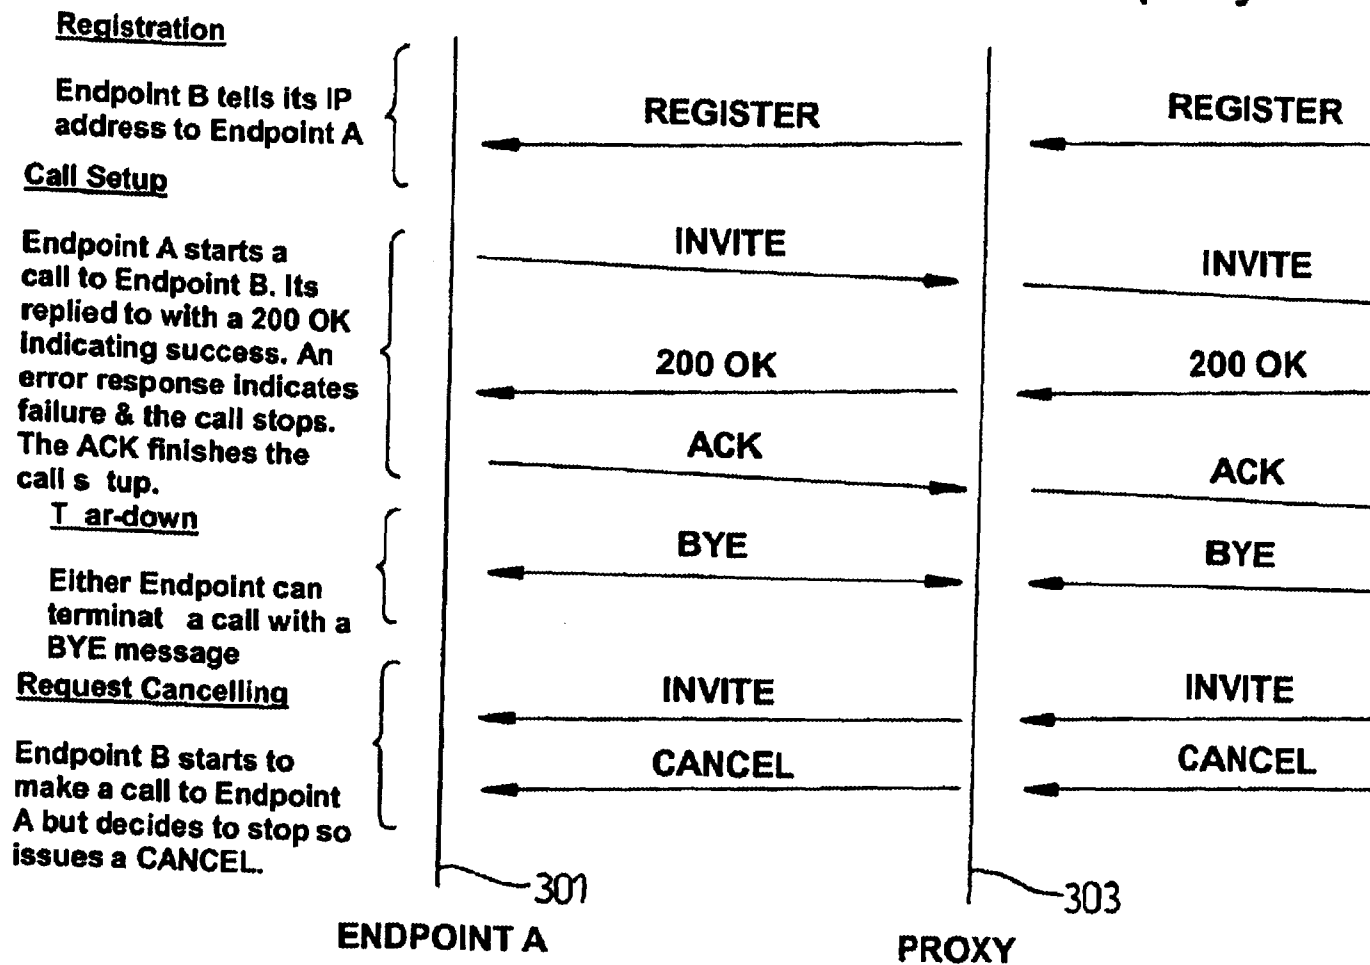 Registration
Endpoint B tells its IP
address to Endpoint A
REGISTER
REGISTER
Call Setup
Endpoint A starts a
call to Endpoint B. Its
replied to with a 200 OK
indicating success. An
error response indicates
failure & the call stops.
The ACK finishes the
call s tup.
INVITE
INVITE
200 OK
200 OK
ACK
ACK
T ar-down
Either Endpoint can
terminat a call with a
BYE message
BYE
BYE
Request Cancelling
Endpoint B starts to
make a call to Endpoint
A but decides to stop so
issues a CANCEL.
INVITE
INVITE
CANCEL
CANCEL
301
303
ENDPOINT A
PROXY